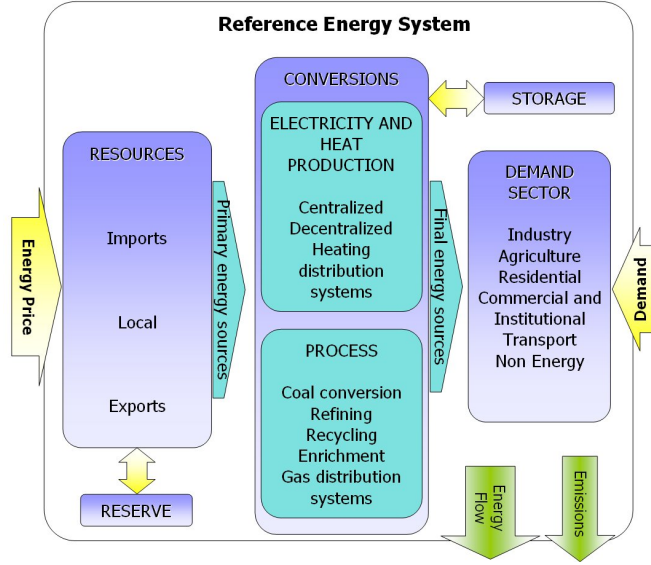 Reference Energy System
Energy Price
RESOURCES
Imports
Local
Exports
RESERVE
Primary energy sources
CONVERSIONS
ELECTRICITY AND
HEAT
PRODUCTION
Centralized
Decentralized
Heating
distribution
systems
PROCESS
Coal conversion
Refining
Recycling
Enrichment
Gas distribution
systems
STORAGE
Final energy sources
DEMAND
SECTOR
Industry
Agriculture
Residential
Commercial and
Institutional
Transport
Non Energy
Demand
Energy
Flow
Emissions